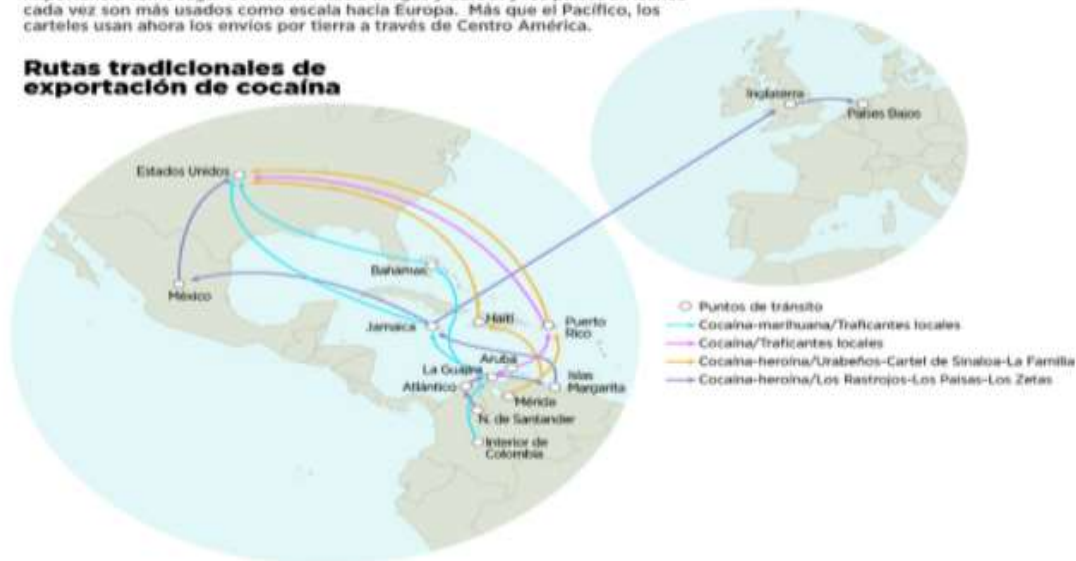 cada vez son más usados como escala hacia Europa. Más que el Pacífico, los
carteles usan ahora los envíos por tierra a través de Centro América.
Rutas tradicionales de
exportación de cocaína
Inglaterra
Países Bajos
Estados Unidos
Bahamas
México
Jamaica
Haití
Puerto
Rico
Aruba
La Guajira
Atlántico
Islas
Margarita
Mérida
N. de Santander
Interior de
Colombia
Puntos de tránsito
Cocaína-marihuana/Traficantes locales
Cocaína/Traficantes locales
Cocaína-heroína/Urabeños-Cartel de Sinaloa-La Familia
Cocaína-heroína/Los Rastrojos-Los Paisas-Los Zetas